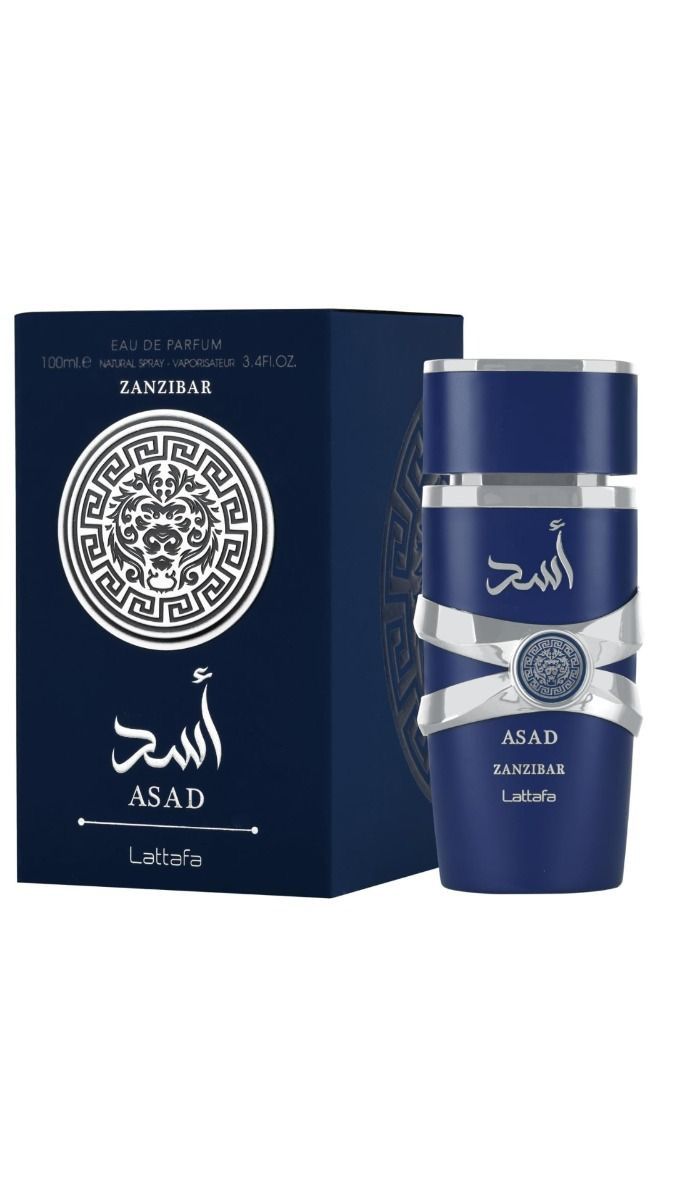 EAU DE PARFUM
100ml.e NATURAL SPRAY - VAPORISATEUR 3.4Fl.OZ.
ZANZIBAR
أسد
ASAD
Lattafa
أسد
ASAD
ZANZIBAR
Lattafa